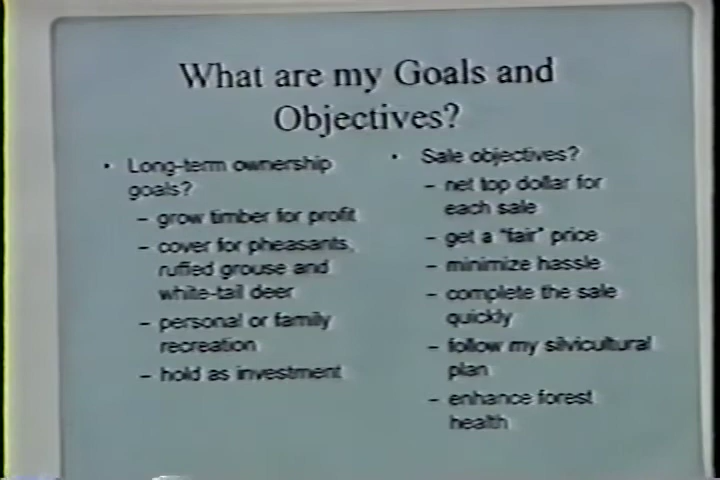 What are my Goals and
Objectives?
• Long-term ownership
goals?
– grow timber for profit
– cover for pheasants,
ruffed grouse and
white-tail deer
– personal or family
recreation
– hold as investment
• Sale objectives?
– net top dollar for
each sale
– get a "fair" price
– minimize hassle
– complete the sale
quickly
– follow my silvicultural
plan
– enhance forest
health